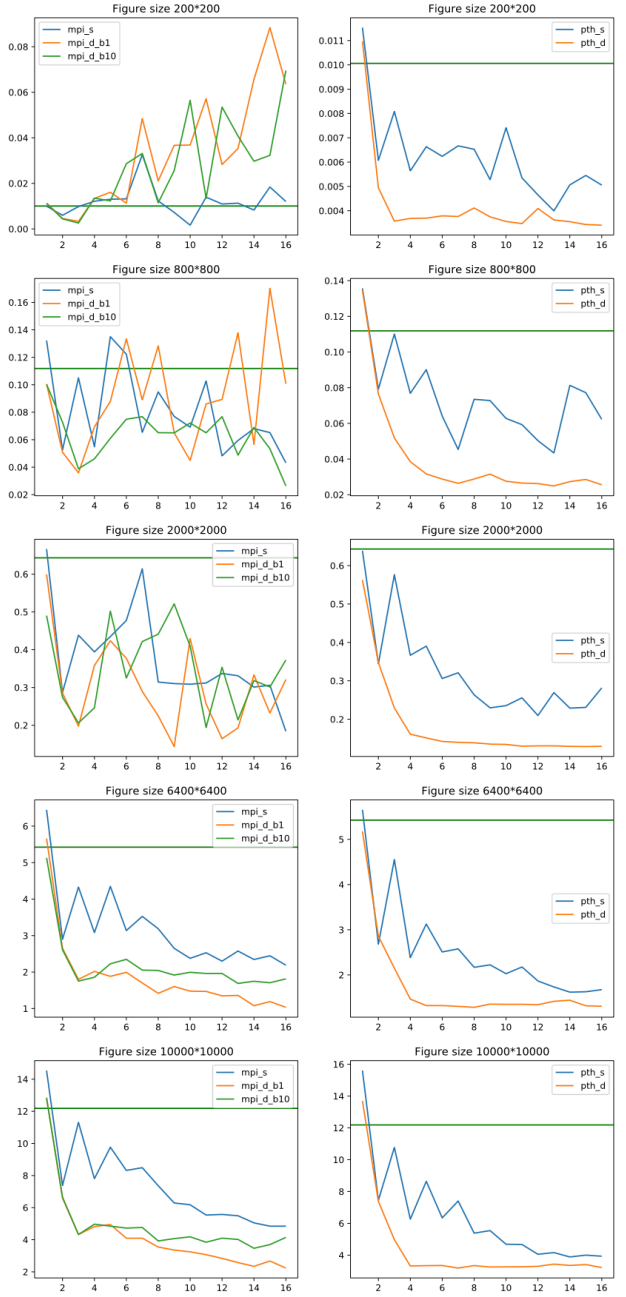 Figure size 200*200
mpi_s
mpi_d_b1
mpi_d_b10
0.08
0.06
0.04
0.02
0.00
2 4 6 8 10 12 14 16
Figure size 200*200
pth_s
pth_d
0.011
0.010
0.009
0.008
0.007
0.006
0.005
0.004
2 4 6 8 10 12 14 16
Figure size 800*800
mpi_s
mpi_d_b1
mpi_d_b10
0.16
0.14
0.12
0.10
0.08
0.06
0.04
0.02
2 4 6 8 10 12 14 16
Figure size 800*800
pth_s
pth_d
0.14
0.12
0.10
0.08
0.06
0.04
0.02
2 4 6 8 10 12 14 16
Figure size 2000*2000
mpi_s
mpi_d_b1
mpi_d_b10
0.6
0.5
0.4
0.3
0.2
2 4 6 8 10 12 14 16
Figure size 2000*2000
pth_s
pth_d
0.6
0.5
0.4
0.3
0.2
2 4 6 8 10 12 14 16
Figure size 6400*6400
mpi_s
mpi_d_b1
mpi_d_b10
6
5
4
3
2
1
2 4 6 8 10 12 14 16
Figure size 6400*6400
pth_s
pth_d
5
4
3
2
2 4 6 8 10 12 14 16
Figure size 10000*10000
mpi_s
mpi_d_b1
mpi_d_b10
14
12
10
8
6
4
2
2 4 6 8 10 12 14 16
Figure size 10000*10000
pth_s
pth_d
16
14
12
10
8
6
4
2 4 6 8 10 12 14 16